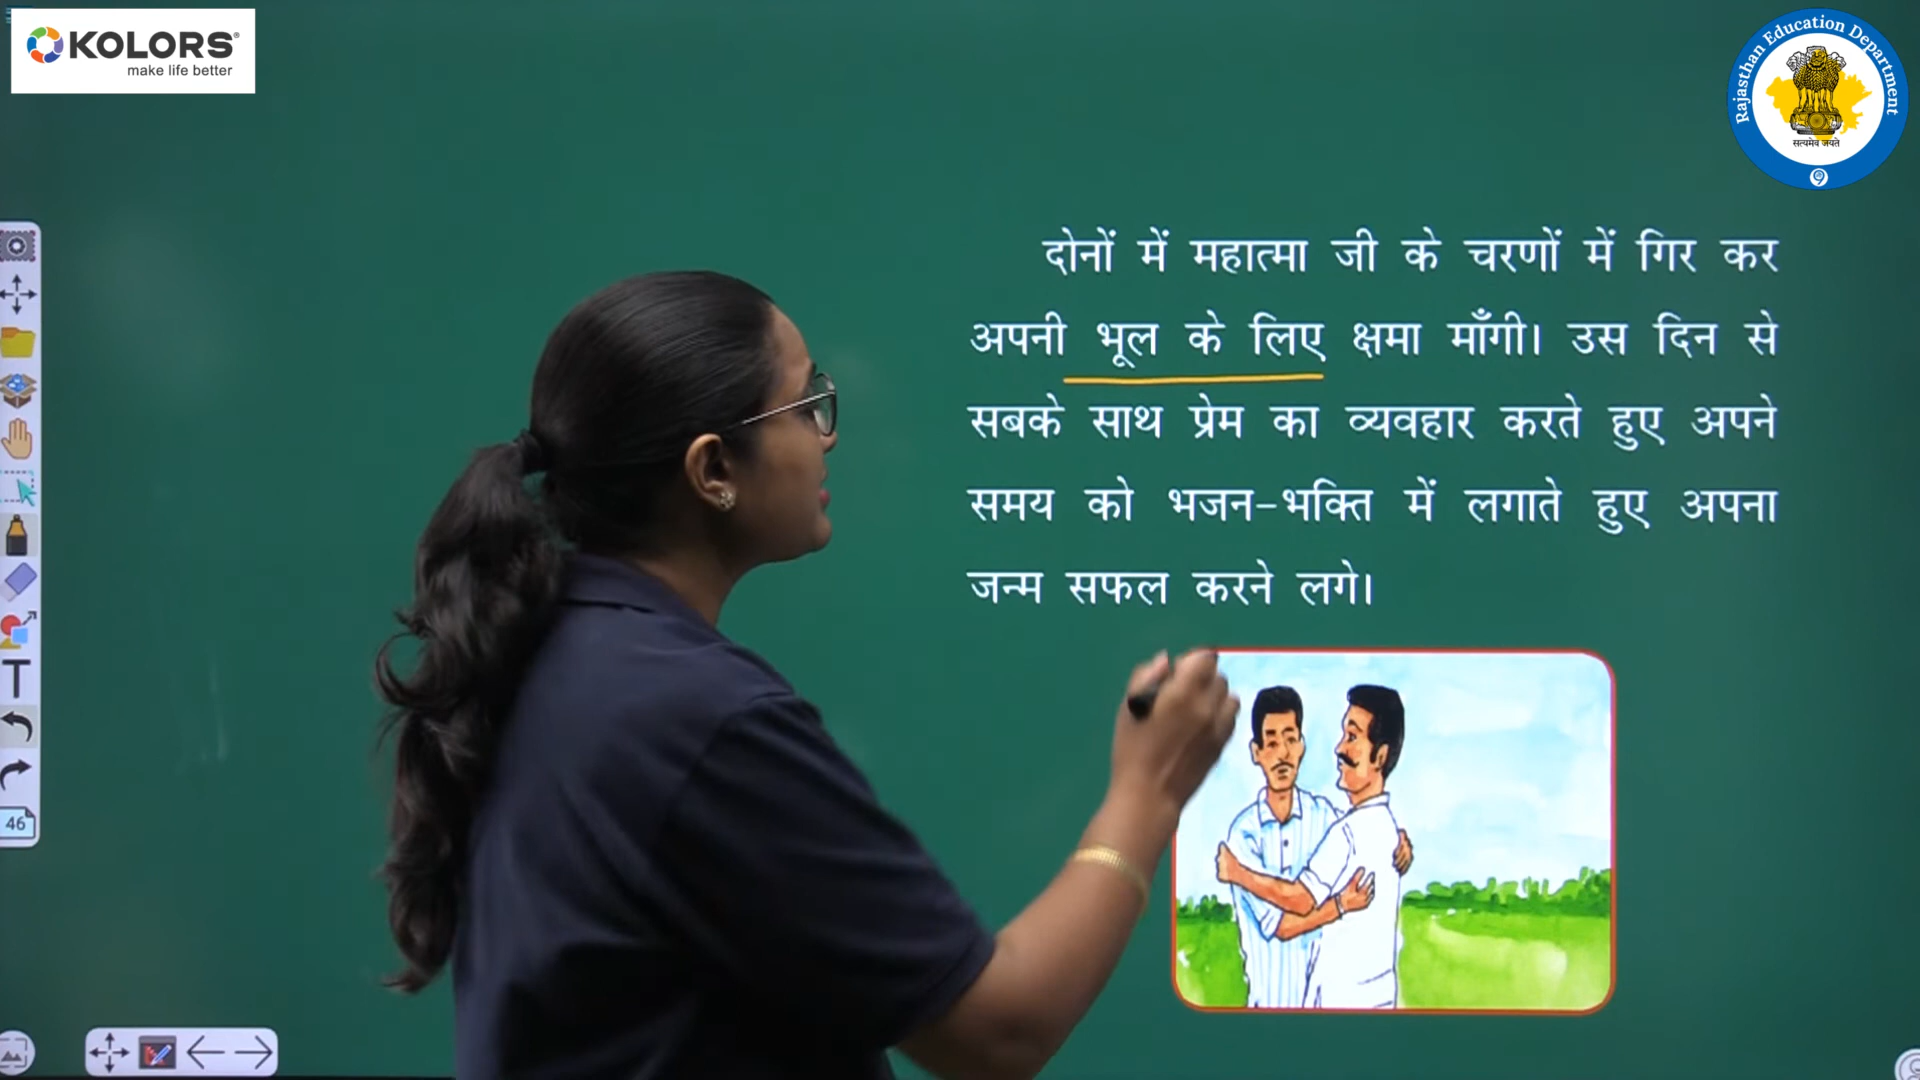 KOLORS
make life better
Rajasthan Education Department
सत्यमेव जयते
दोनों में महात्मा जी के चरणों में गिर कर
अपनी भूल के लिए क्षमा माँगी। उस दिन से
सबके साथ प्रेम का व्यवहार करते हुए अपने
समय को भजन-भक्ति में लगाते हुए अपना
जन्म सफल करने लगे।
T
46